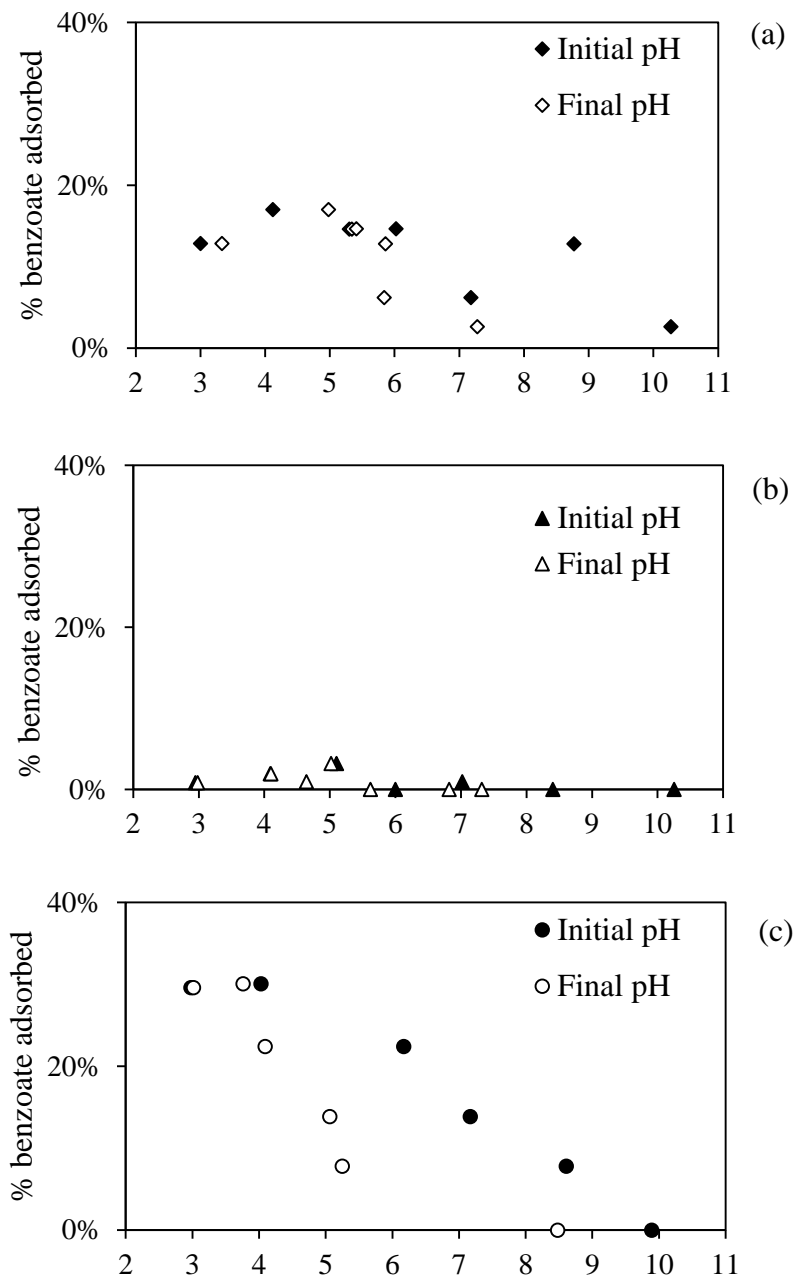 (a)
40%
Initial pH
Final pH
20%
0%
% benzoate adsorbed
2 3 4 5 6 7 8 9 10 11
(b)
40%
Initial pH
Final pH
20%
0%
% benzoate adsorbed
2 3 4 5 6 7 8 9 10 11
(c)
40%
Initial pH
Final pH
20%
0%
% benzoate adsorbed
2 3 4 5 6 7 8 9 10 11